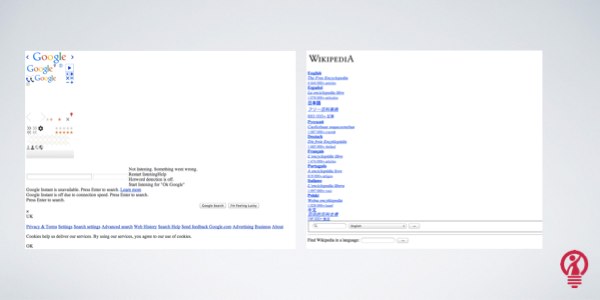 Google
Google
Google
Not listening. Something went wrong.
Restart listeningHelp
Hotword detection is off.
Start listening for "Ok Google"
Google Instant is unavailable. Press Enter to search. Learn more
Google Instant is off due to connection speed. Press Enter to search.
Press Enter to search.
Google Search I'm Feeling Lucky
×
UK
Privacy & Terms Settings Search settings Advanced search Web History Search Help Send feedback Google.com Advertising Business About
Cookies help us deliver our services. By using our services, you agree to our use of cookies.
OK
WIKIPEDIA
English
The Free Encyclopedia
Español
La enciclopedia libre
日本語
フリー百科事典
Русский
Свободная энциклопедия
Deutsch
Die freie Enzyklopädie
Français
L'encyclopédie libre
Português
A enciclopédia livre
Italiano
L'enciclopedia libera
Polski
Wolna encyklopedia
中文
自由的百科全書
English
Find Wikipedia in a language: